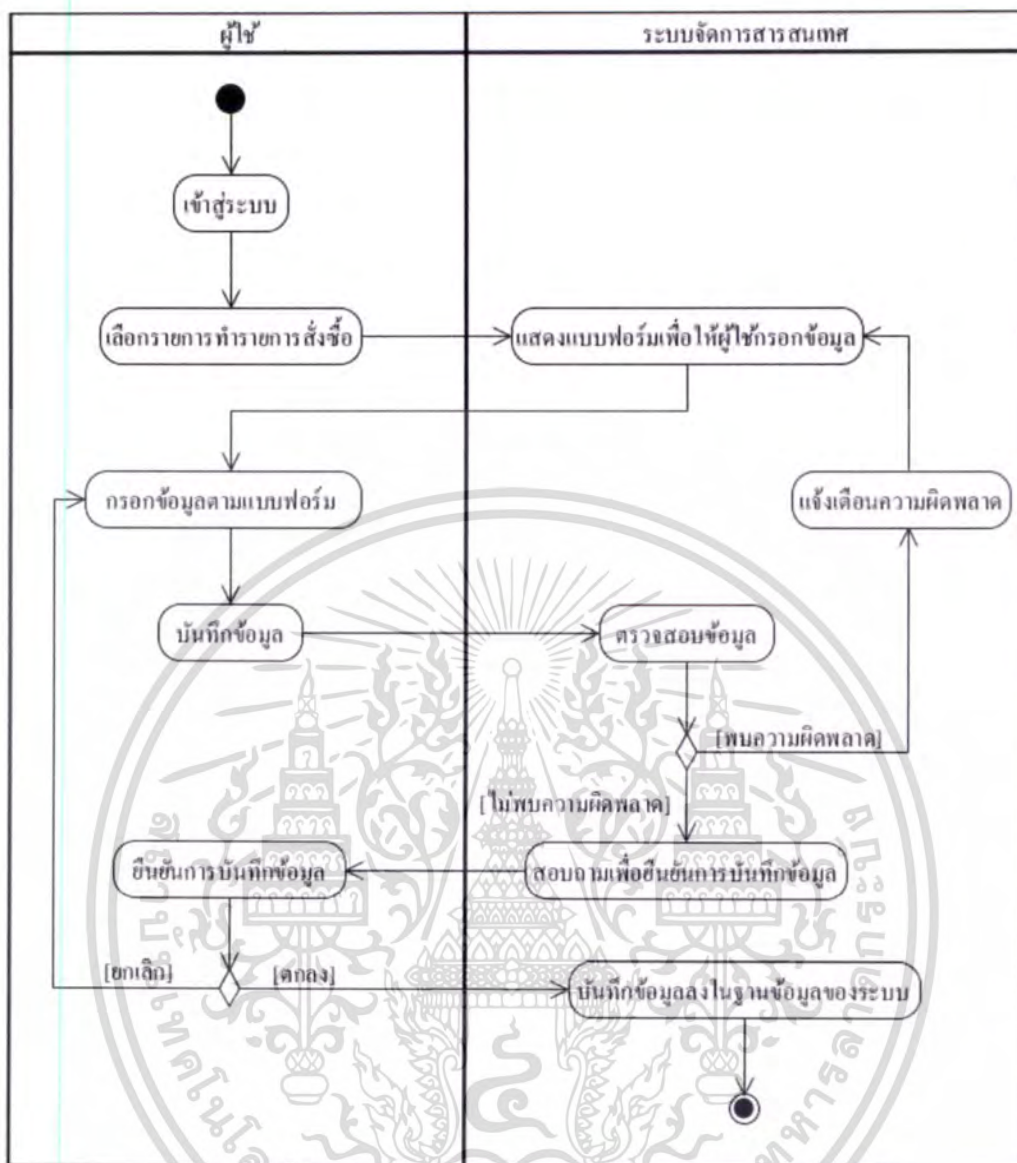 ผู้ใช้
ระบบจัดการสารสนเทศ
เข้าสู่ระบบ
เลือกรายการทำรายการสั่งซื้อ
แสดงแบบฟอร์มเพื่อให้ผู้ใช้กรอกข้อมูล
กรอกข้อมูลตามแบบฟอร์ม
แจ้งเตือนความผิดพลาด
บันทึกข้อมูล
ตรวจสอบข้อมูล
[พบความผิดพลาด]
[ไม่พบความผิดพลาด]
ยืนยันการบันทึกข้อมูล
สอบถามเพื่อยืนยันการบันทึกข้อมูล
[ยกเลิก]
[ตกลง]
บันทึกข้อมูลลงในฐานข้อมูลของระบบ